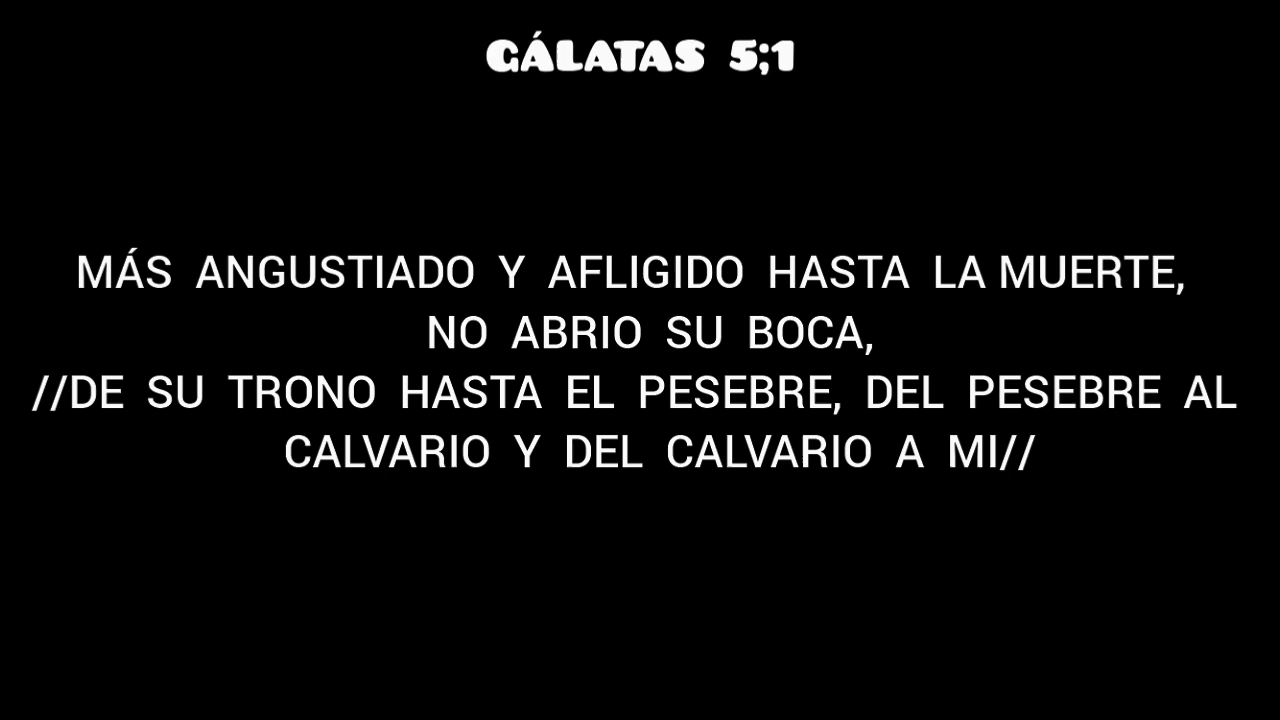 GÁLATAS 5;1
MÁS ANGUSTIADO Y AFLIGIDO HASTA LA MUERTE,
NO ABRIO SU BOCA,
//DE SU TRONO HASTA EL PESEBRE, DEL PESEBRE AL
CALVARIO Y DEL CALVARIO A MI//